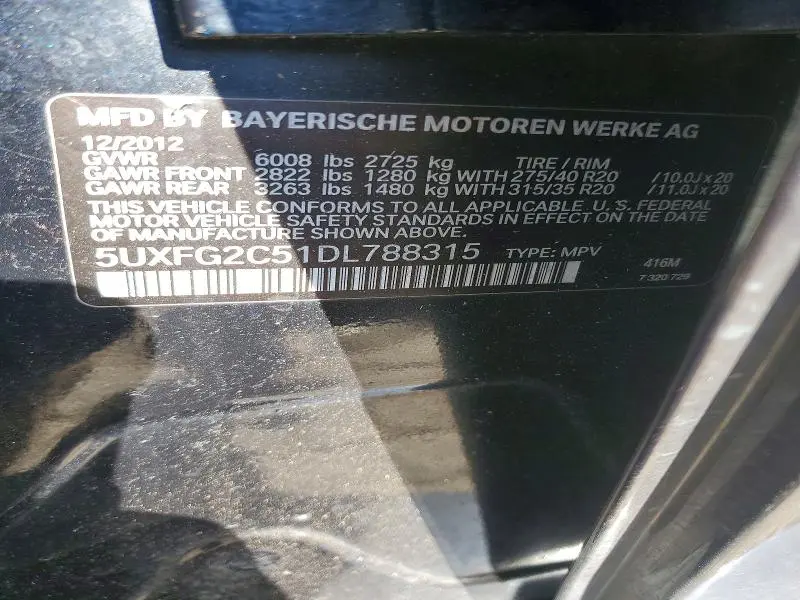 MFD BY BAYERISCHE MOTOREN WERKE AG
12/2012
GVWR 6008 lbs 2725 kg TIRE / RIM
GAWR FRONT 2822 lbs 1280 kg WITH 275/40 R20 /10.0J x 20
GAWR REAR 3263 lbs 1480 kg WITH 315/35 R20 /11.0J x 20
THIS VEHICLE CONFORMS TO ALL APPLICABLE U.S. FEDERAL
MOTOR VEHICLE SAFETY STANDARDS IN EFFECT ON THE DATE
OF MANUFACTURE SHOWN ABOVE.
5UXFG2C51DL788315 TYPE: MPV 416M
7 320 729